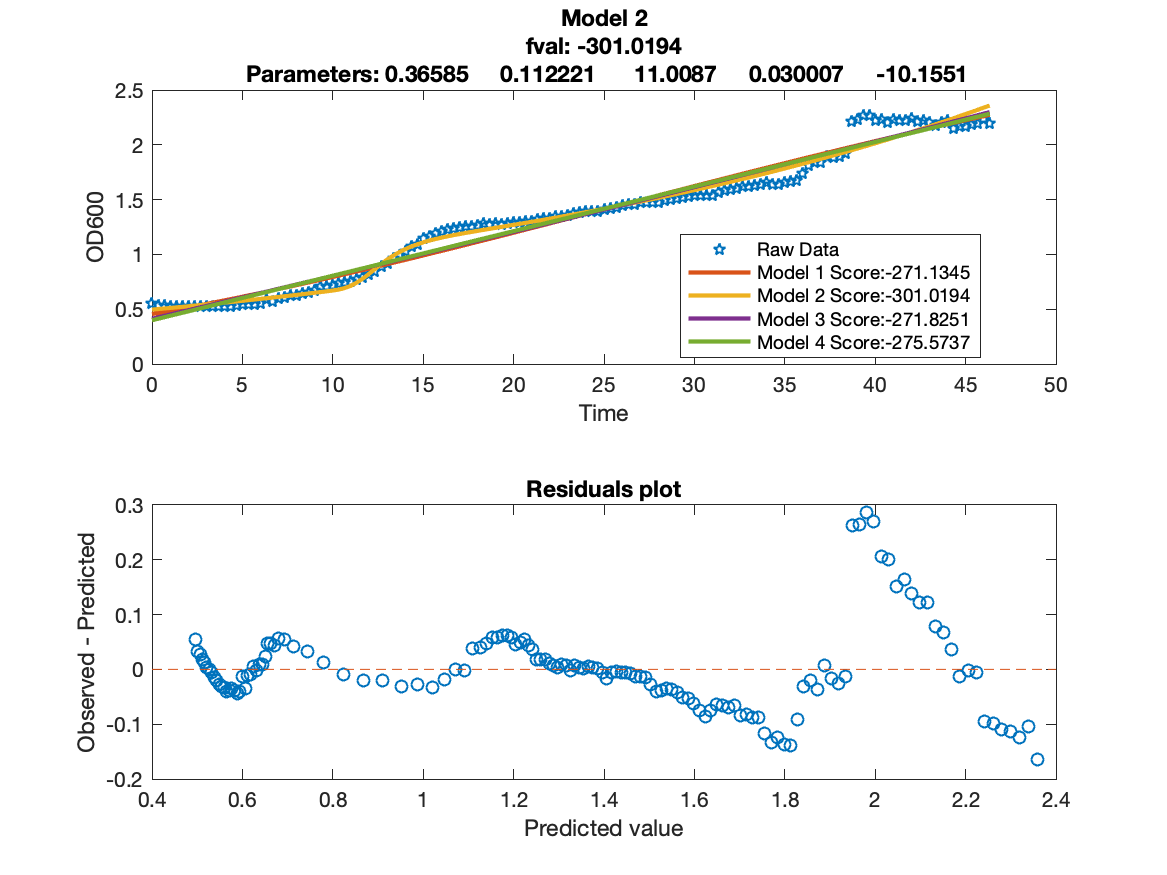 Model 2
fval: -301.0194
Parameters: 0.36585 0.112221 11.0087 0.030007 -10.1551
2.5
2
1.5
1
0.5
0
OD600
Raw Data
Model 1 Score:-271.1345
Model 2 Score:-301.0194
Model 3 Score:-271.8251
Model 4 Score:-275.5737
0 5 10 15 20 25 30 35 40 45 50
Time
Residuals plot
0.3
0.2
0.1
0
-0.1
-0.2
Observed - Predicted
0.4 0.6 0.8 1 1.2 1.4 1.6 1.8 2 2.2 2.4
Predicted value